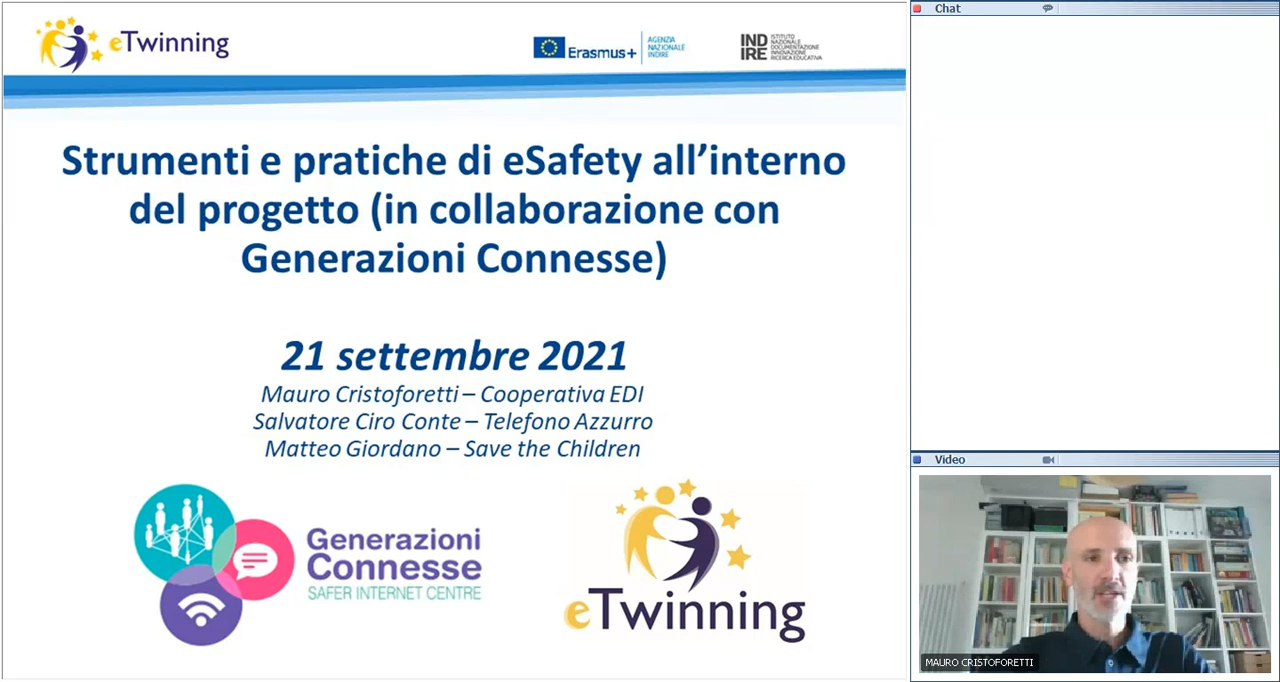 eTwinning
Erasmus+
AGENZIA
NAZIONALE
INDIRE
IND
IRE
ISTITUTO
NAZIONALE
DOCUMENTAZIONE
INNOVAZIONE
RICERCA EDUCATIVA
Chat
Strumenti e pratiche di eSafety all’interno
del progetto (in collaborazione con
Generazioni Connesse)
21 settembre 2021
Mauro Cristoforetti – Cooperativa EDI
Salvatore Ciro Conte – Telefono Azzurro
Matteo Giordano – Save the Children
Generazioni
Connesse
SAFER INTERNET CENTRE
eTwinning
Video
MAURO CRISTOFORETTI